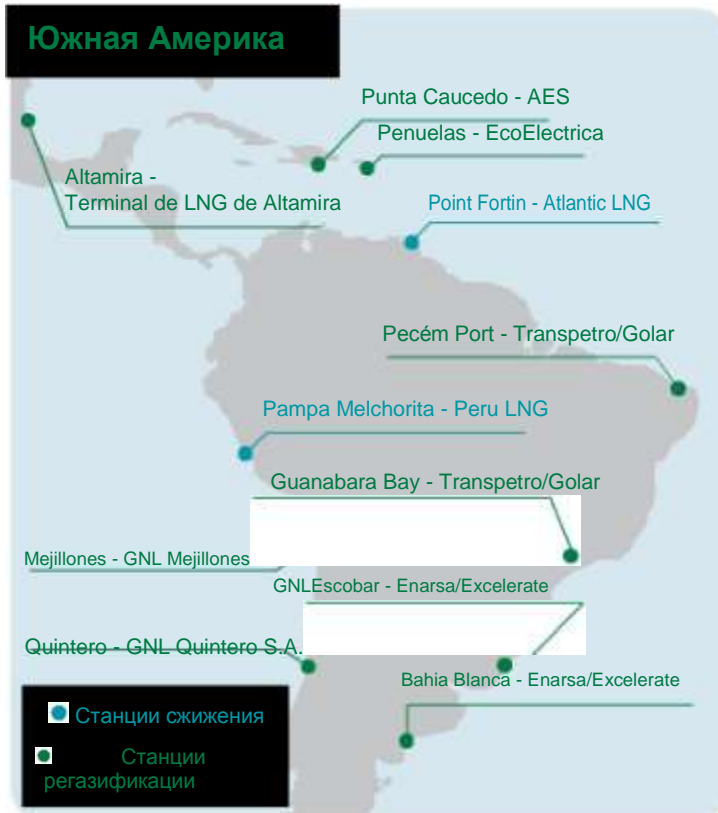 Южная Америка
Punta Caucedo - AES
Penuelas - EcoElectrica
Altamira -
Terminal de LNG de Altamira
Point Fortin - Atlantic LNG
Pecém Port - Transpetro/Golar
Pampa Melchorita - Peru LNG
Guanabara Bay - Transpetro/Golar
Mejillones - GNL Mejillones
GNLEscobar - Enarsa/Excelerate
Quintero - GNL Quintero S.A.
Bahia Blanca - Enarsa/Excelerate
Станции сжижения
Станции
регазификации